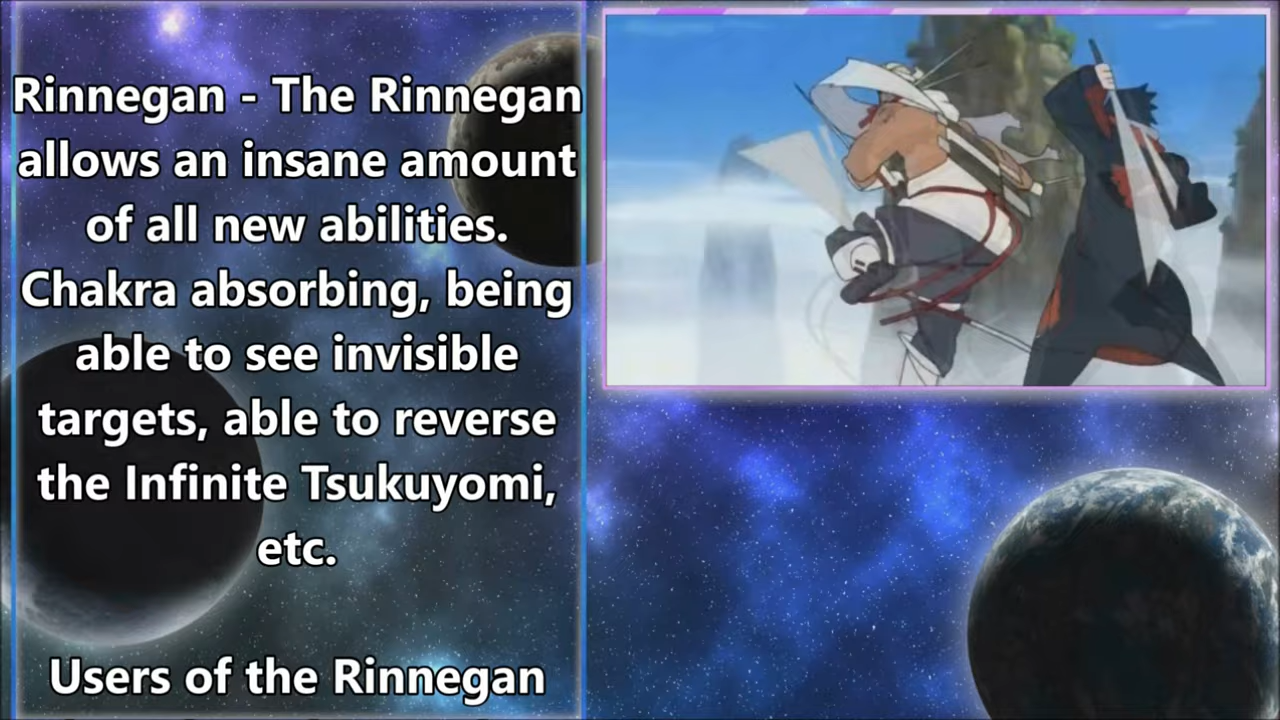 Rinnegan - The Rinnegan
allows an insane amount
of all new abilities.
Chakra absorbing, being
able to see invisible
targets, able to reverse
the Infinite Tsukuyomi,
etc.
Users of the Rinnegan